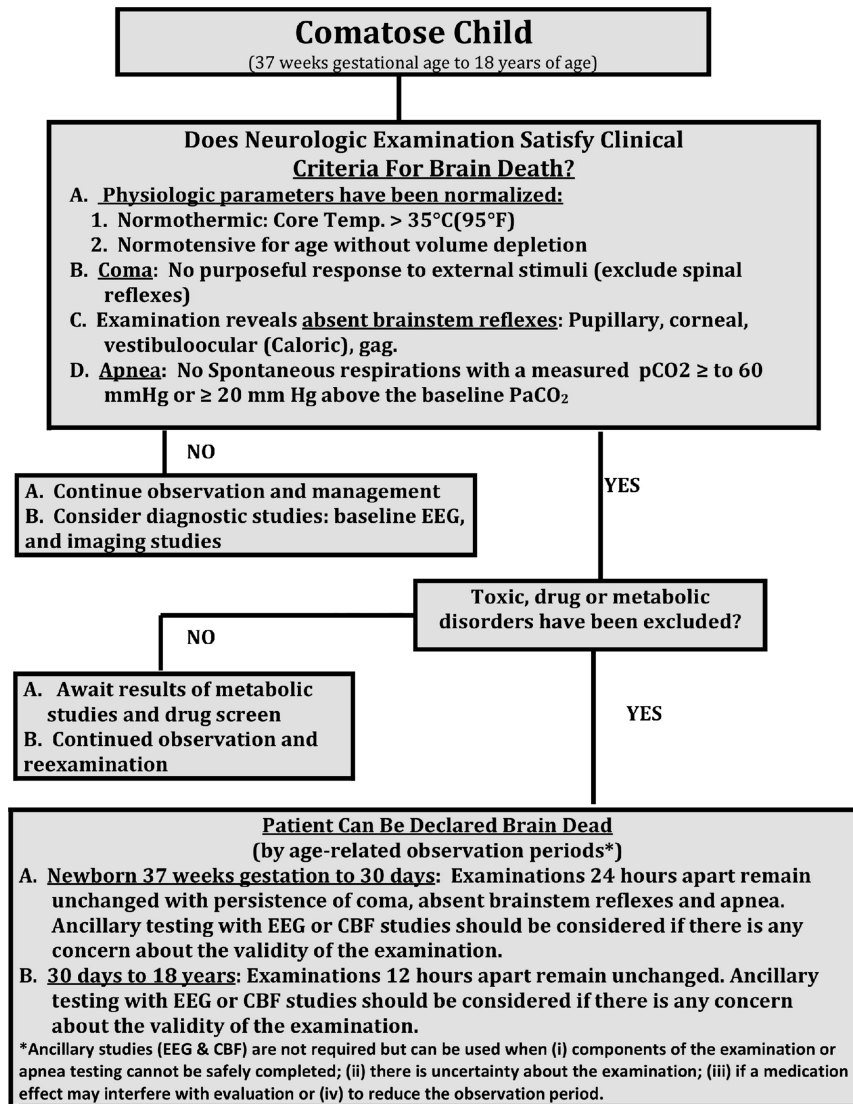 Comatose Child
(37 weeks gestational age to 18 years of age)
Does Neurologic Examination Satisfy Clinical
Criteria For Brain Death?
A. Physiologic parameters have been normalized:
1. Normothermic: Core Temp. > 35°C(95°F)
2. Normotensive for age without volume depletion
B. Coma: No purposeful response to external stimuli (exclude spinal
reflexes)
C. Examination reveals absent brainstem reflexes: Pupillary, corneal,
vestibuloocular (Caloric), gag.
D. Apnea: No Spontaneous respirations with a measured pCO2 ≥ to 60
mmHg or ≥ 20 mm Hg above the baseline PaCO₂
NO
A. Continue observation and management
B. Consider diagnostic studies: baseline EEG,
and imaging studies
YES
Toxic, drug or metabolic
disorders have been excluded?
NO
A. Await results of metabolic
studies and drug screen
B. Continued observation and
reexamination
YES
Patient Can Be Declared Brain Dead
(by age-related observation periods*)
A. Newborn 37 weeks gestation to 30 days: Examinations 24 hours apart remain
unchanged with persistence of coma, absent brainstem reflexes and apnea.
Ancillary testing with EEG or CBF studies should be considered if there is any
concern about the validity of the examination.
B. 30 days to 18 years: Examinations 12 hours apart remain unchanged. Ancillary
testing with EEG or CBF studies should be considered if there is any concern
about the validity of the examination.
*Ancillary studies (EEG & CBF) are not required but can be used when (i) components of the examination or
apnea testing cannot be safely completed; (ii) there is uncertainty about the examination; (iii) if a medication
effect may interfere with evaluation or (iv) to reduce the observation period.